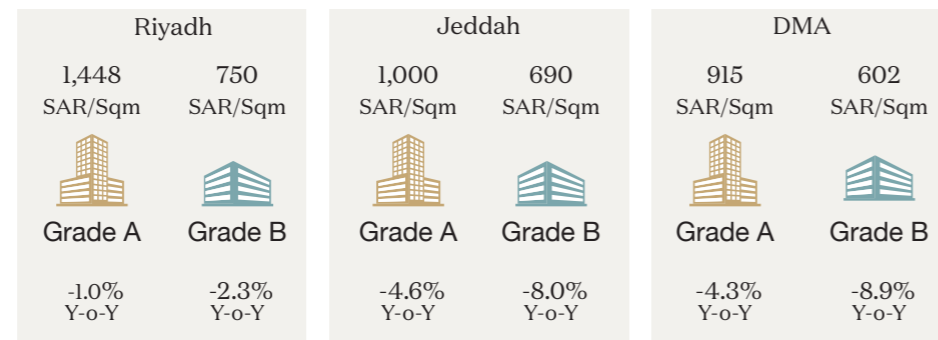 Riyadh
1,448 750
SAR/Sqm SAR/Sqm
Grade A Grade B
-1.0% -2.3%
Y-o-Y Y-o-Y
Jeddah
1,000 690
SAR/Sqm SAR/Sqm
Grade A Grade B
-4.6% -8.0%
Y-o-Y Y-o-Y
DMA
915 602
SAR/Sqm SAR/Sqm
Grade A Grade B
-4.3% -8.9%
Y-o-Y Y-o-Y